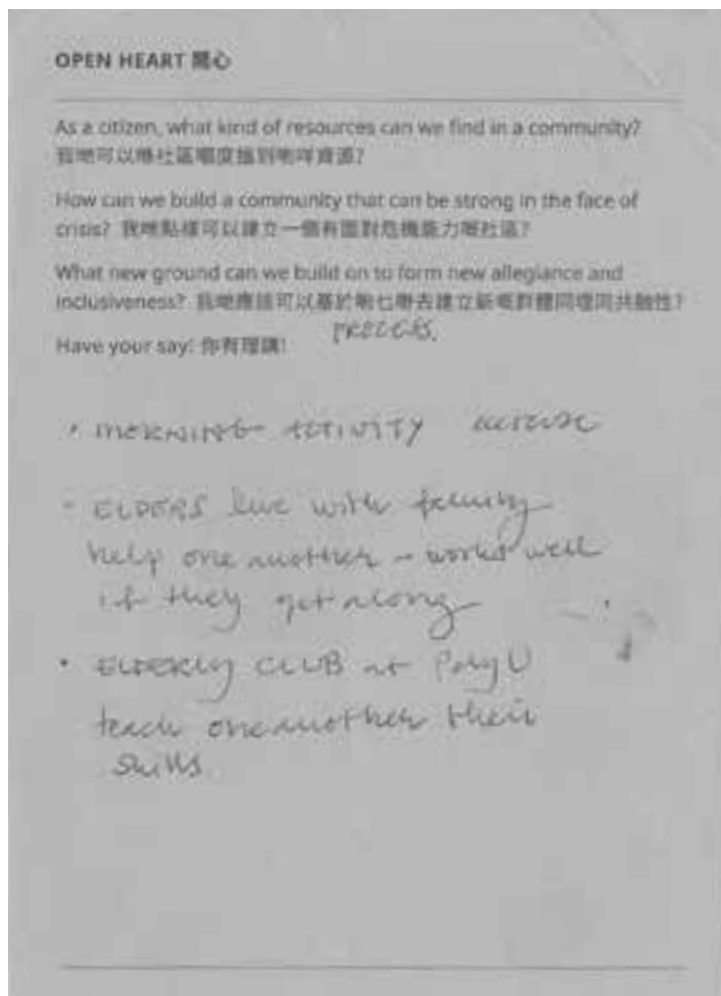 OPEN HEART 開心
As a citizen, what kind of resources can we find in a community?
我哋可以喺社區嗰度搵到啲咩資源?
How can we build a community that can be strong in the face of
crisis? 我哋點樣可以建立一個有面對危機能力嘅社區?
What new ground can we build on to form new allegiance and
inclusiveness? 我哋應該可以基於啲乜嘢去建立新嘅群體同埋同共融性?
PROCESS.
Have your say! 你有理講!
• MORNING ACTIVITY exercise
- ELDERS live with family
help one another – works well
if they get along
• ELDERLY CLUB at Poly U
teach one another their
skills